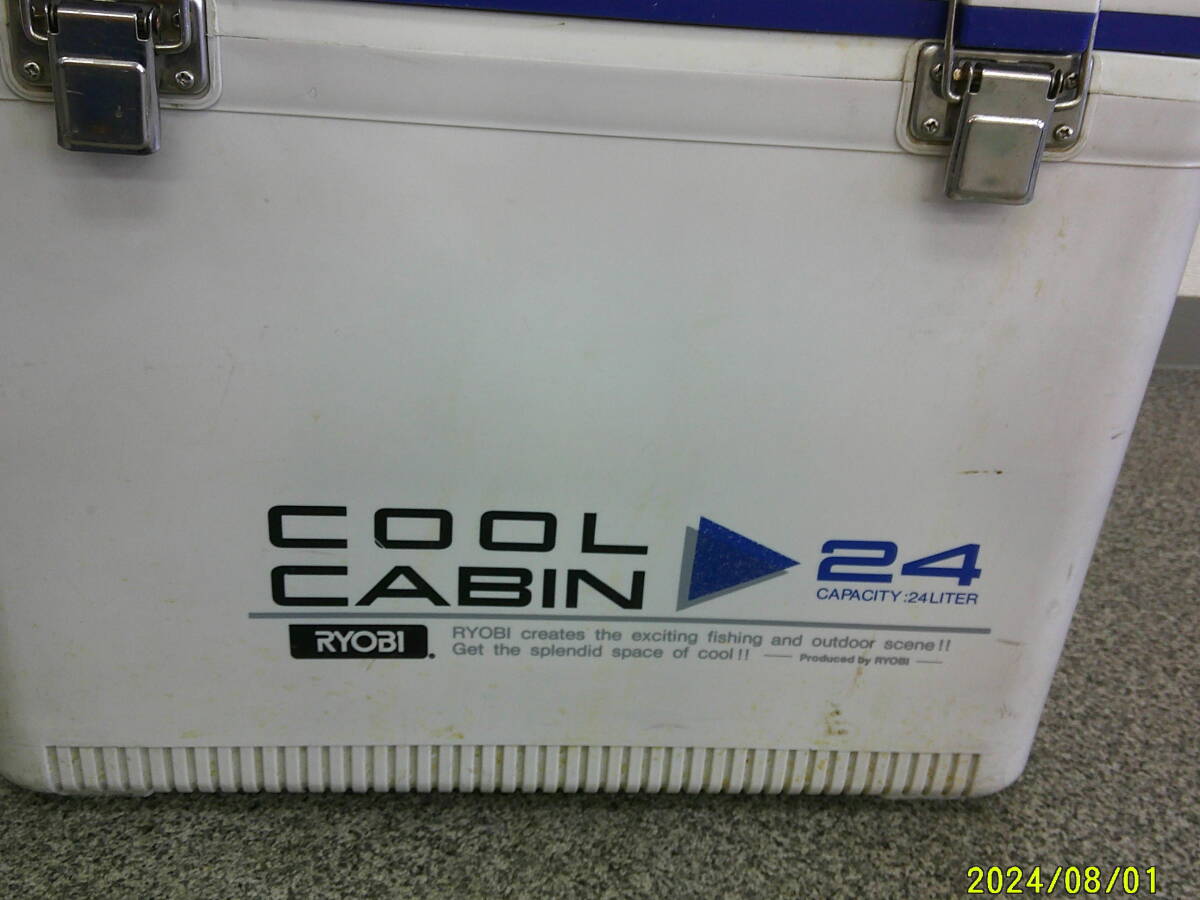 COOL
CABIN
24
CAPACITY:24LITER
RYOBI
RYOBI creates the exciting fishing and outdoor scene!!
Get the splendid space of cool!! — Produced by RYOBI —
2024/08/01